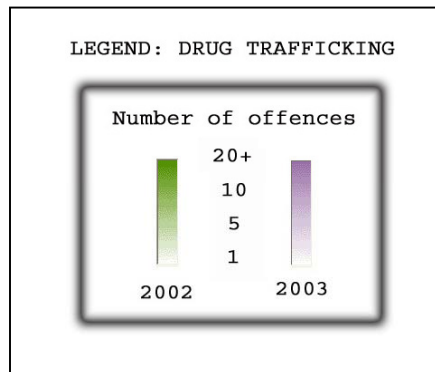 LEGEND: DRUG TRAFFICKING
Number of offences
20+
10
5
1
2002 2003